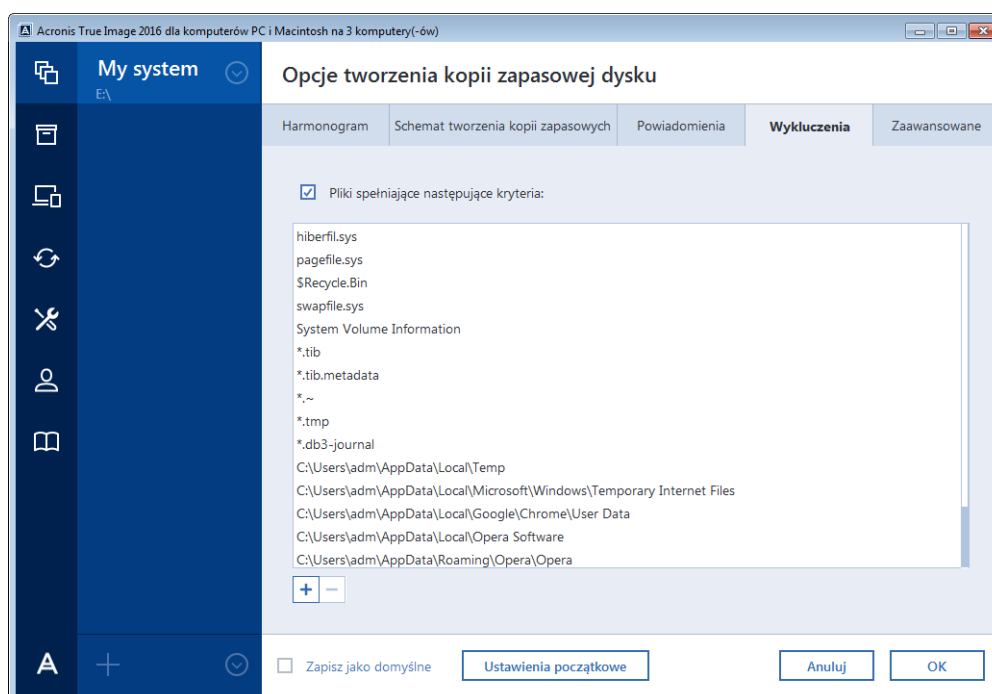 Acronis True Image 2016 dla komputerów PC i Macintosh na 3 komputery(-ów)
My system
E:\
Opcje tworzenia kopii zapasowej dysku
Harmonogram
Schemat tworzenia kopii zapasowych
Powiadomienia
Wykluczenia
Zaawansowane
Pliki spełniające następujące kryteria:
hiberfil.sys
pagefile.sys
$Recycle.Bin
swapfile.sys
System Volume Information
*.tib
*.tib.metadata
*.~
*.tmp
*.db3-journal
C:\Users\adm\AppData\Local\Temp
C:\Users\adm\AppData\Local\Microsoft\Windows\Temporary Internet Files
C:\Users\adm\AppData\Local\Google\Chrome\User Data
C:\Users\adm\AppData\Local\Opera Software
C:\Users\adm\AppData\Roaming\Opera\Opera
Zapisz jako domyślne
Ustawienia początkowe
Anuluj
OK